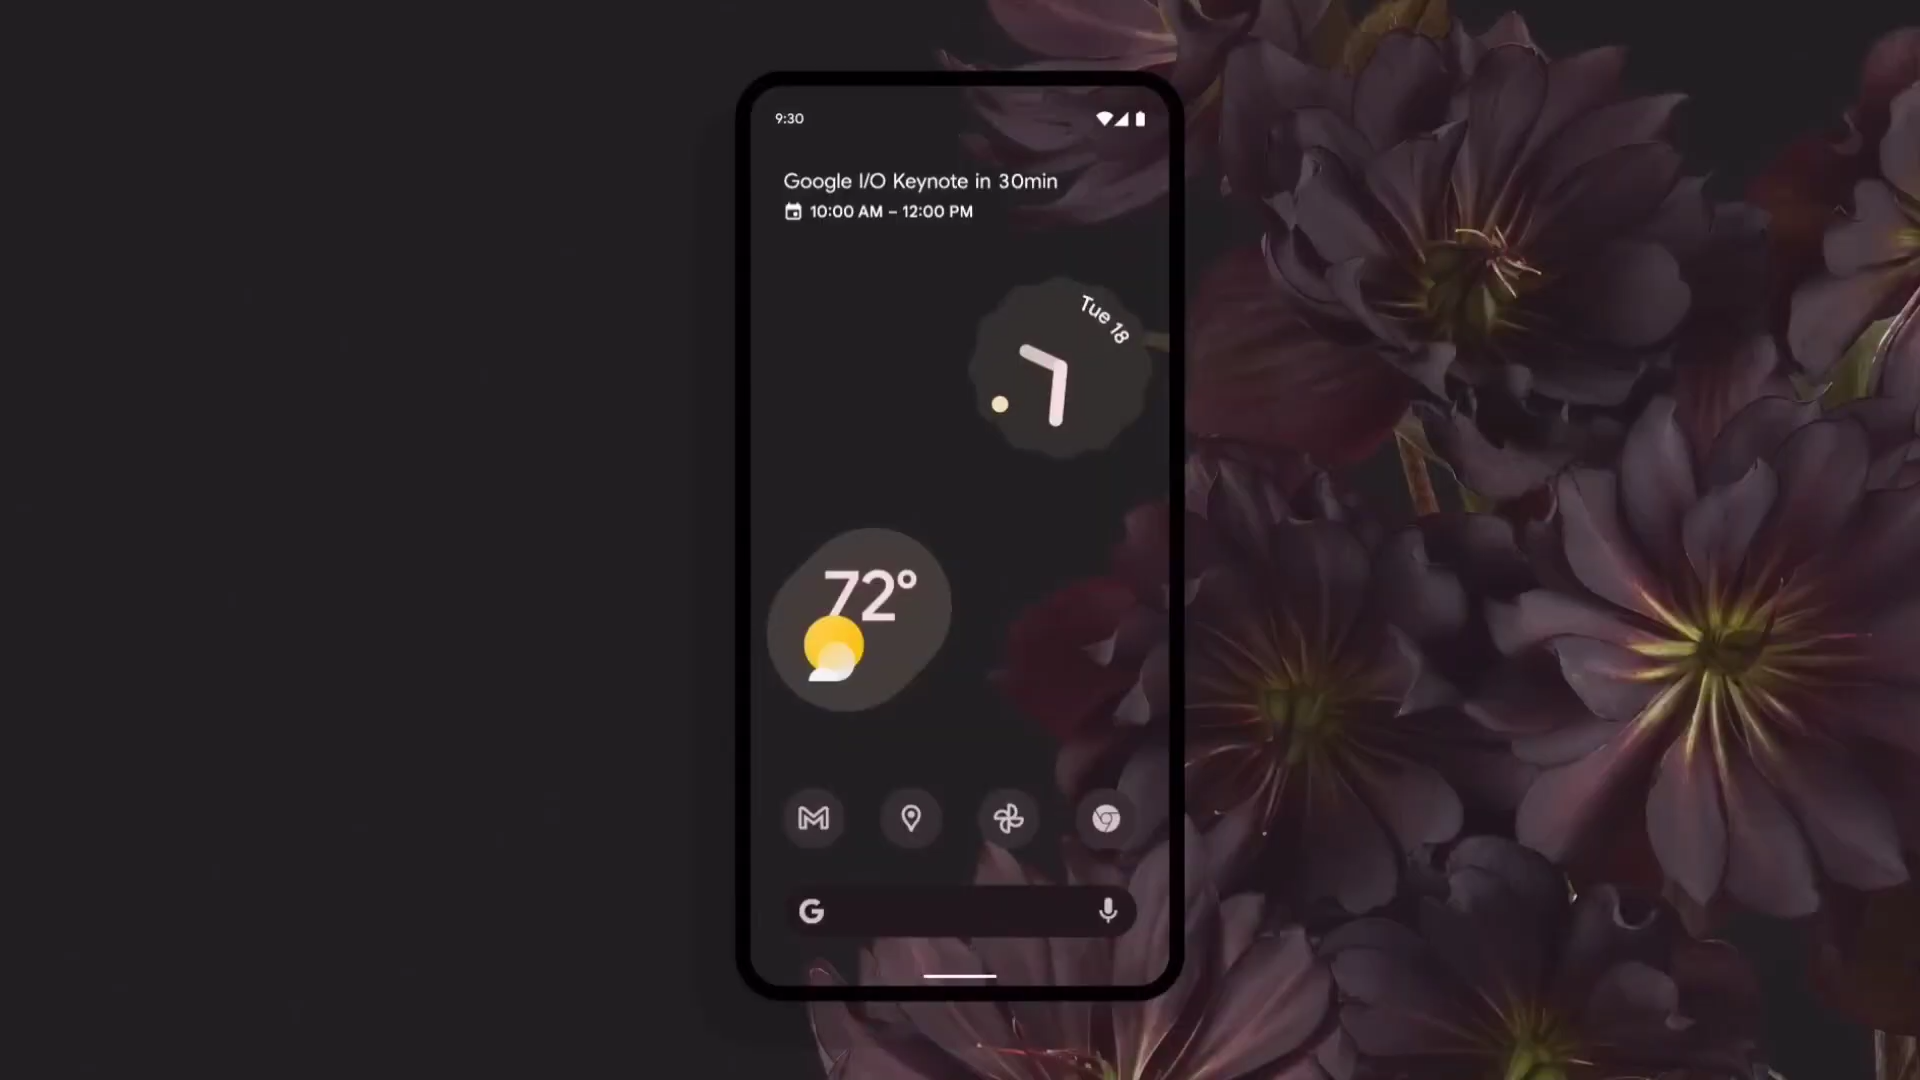 9:30
Google I/O Keynote in 30min
10:00 AM – 12:00 PM
Tue 18
72°
G